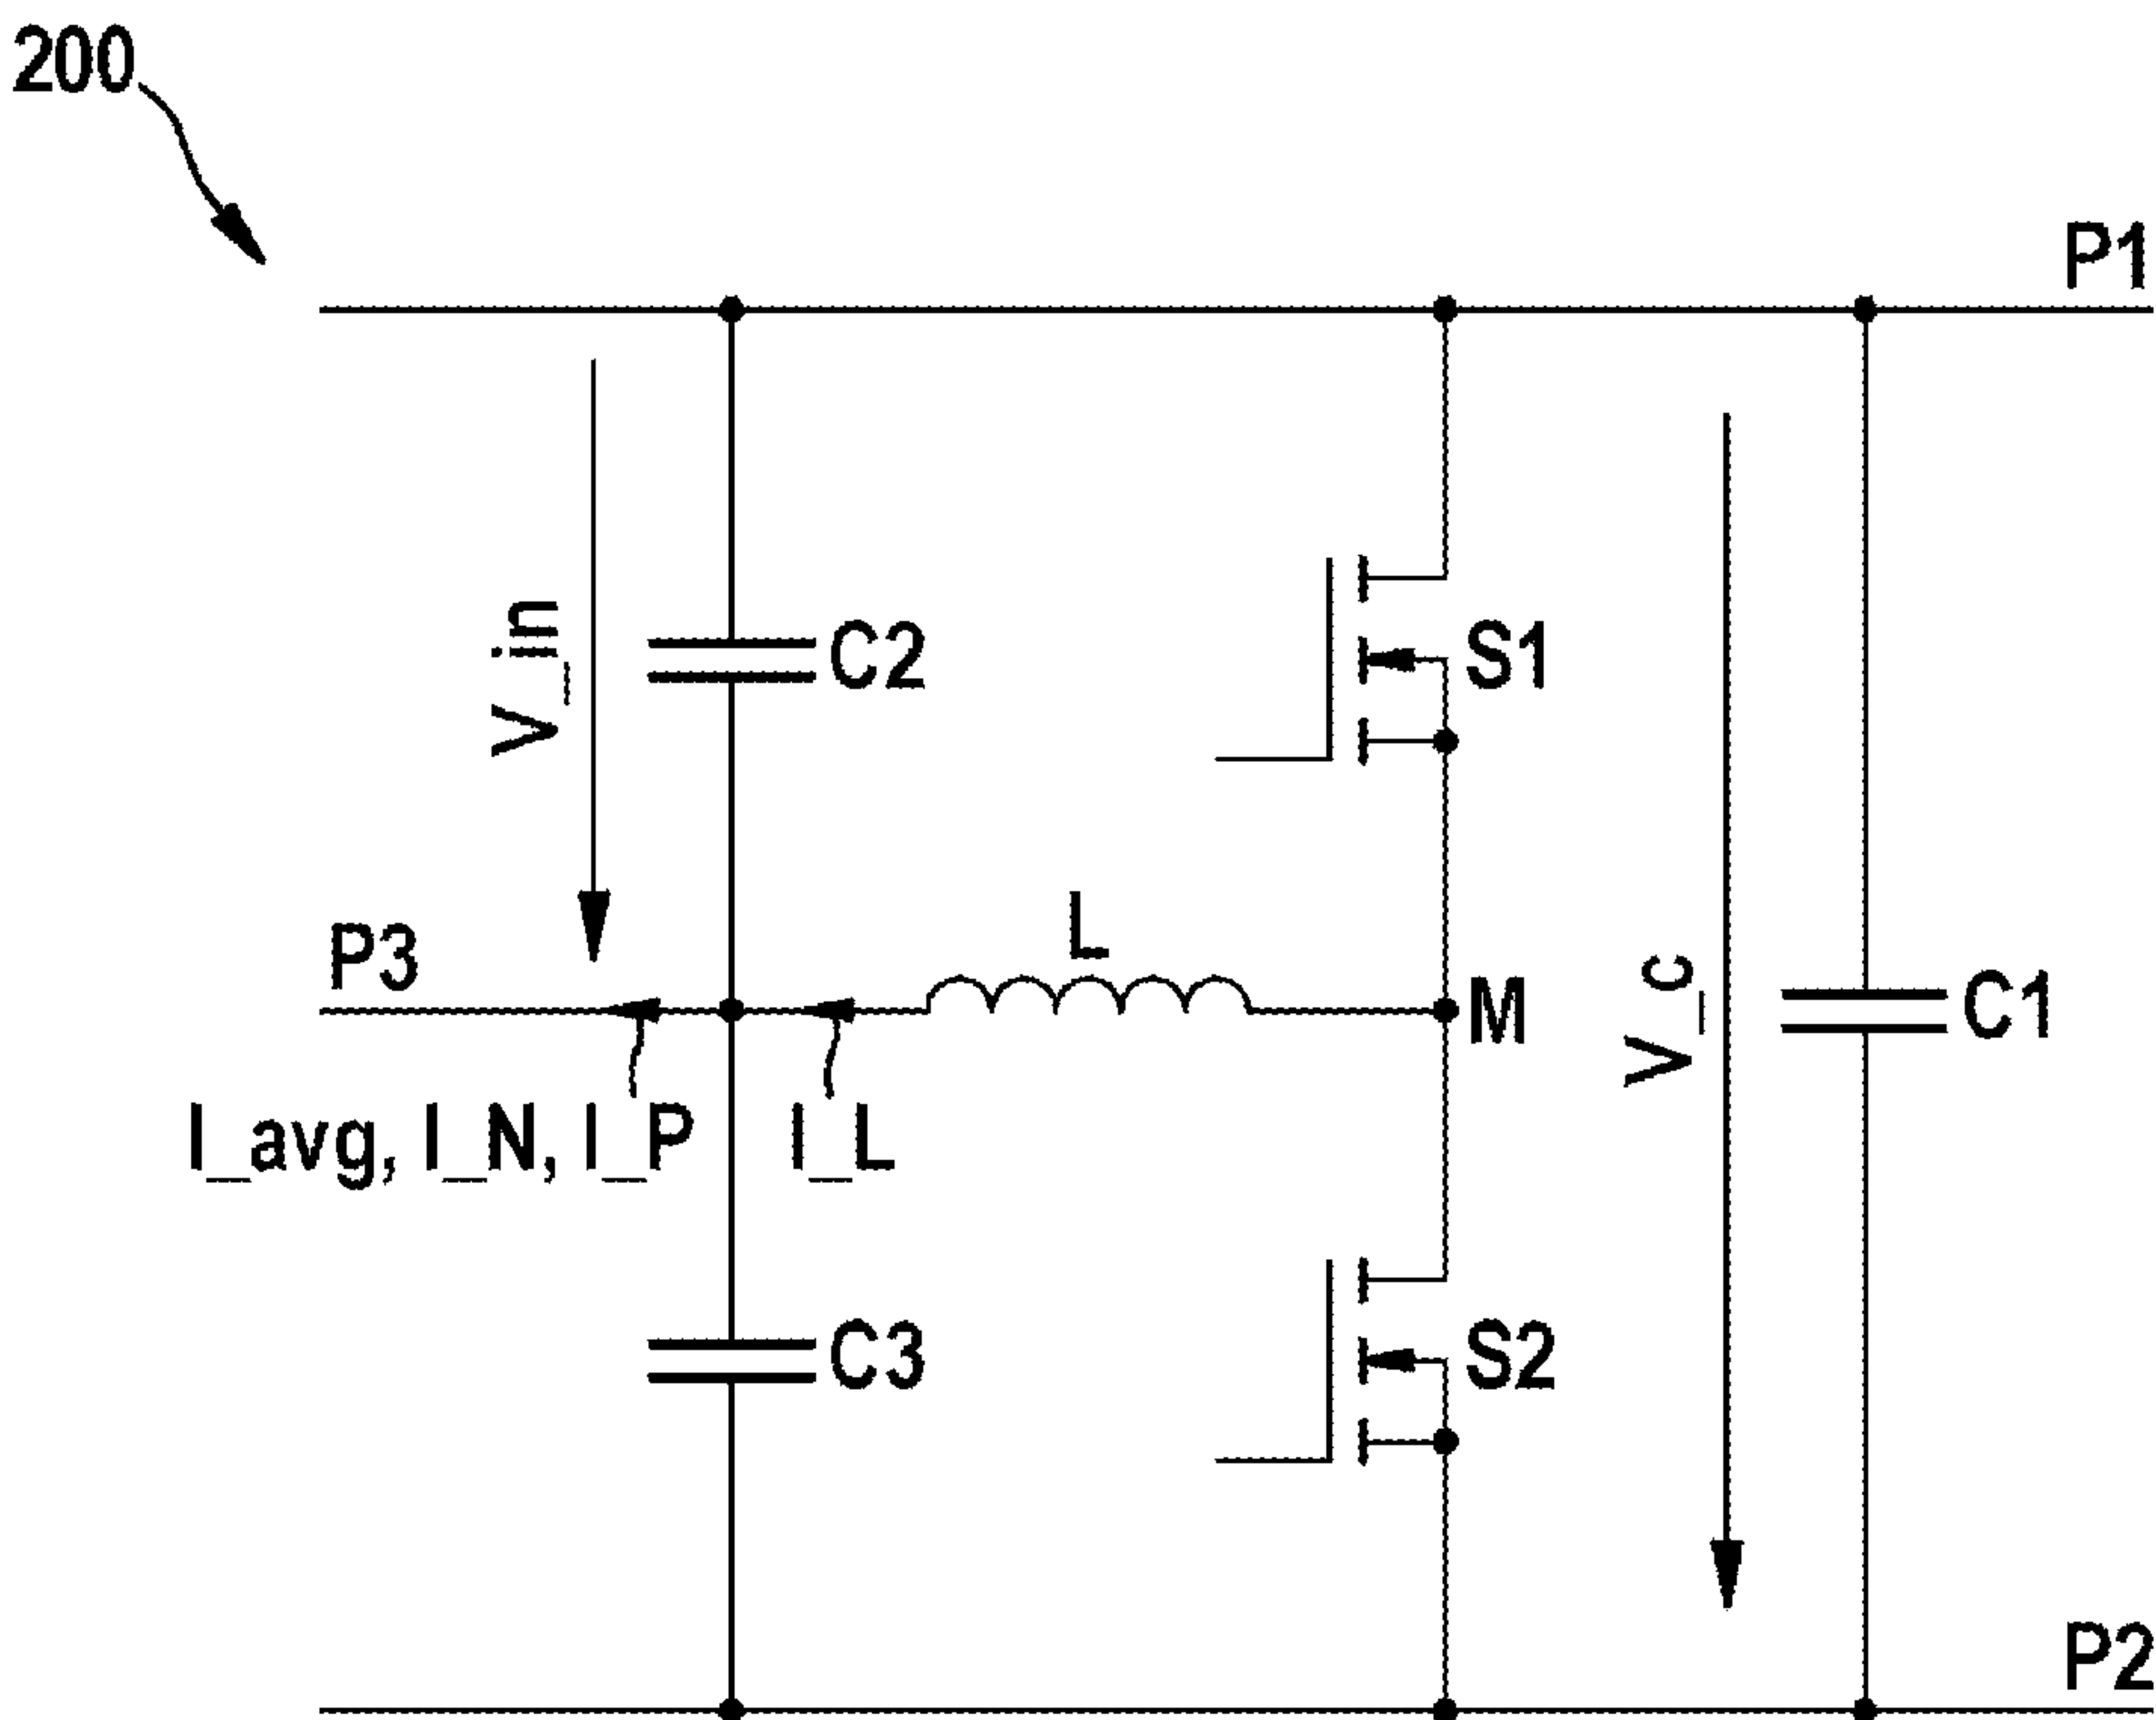 200
P1
V_in
C2
S1
P3
L
M
V_c
C1
I_avg, I_N, I_P
I_L
C3
S2
P2